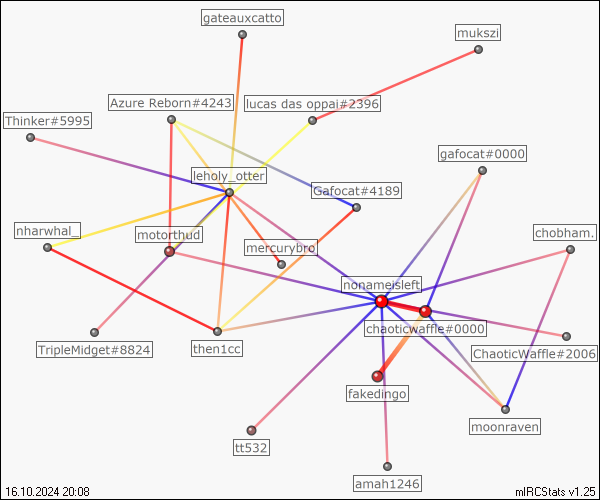 gateauxcatto
mukszi
Azure Reborn#4243
lucas das oppai#2396
Thinker#5995
gafocat#0000
leholy_otter
Gafocat#4189
nharwhal_
motorthud
chobham.
mercurybro
nonameisleft
chaoticwaffle#0000
TripleMidget#8824
then1cc
ChaoticWaffle#2006
fakedingo
moonraven
tt532
amah1246
16.10.2024 20:08
mIRCStats v1.25